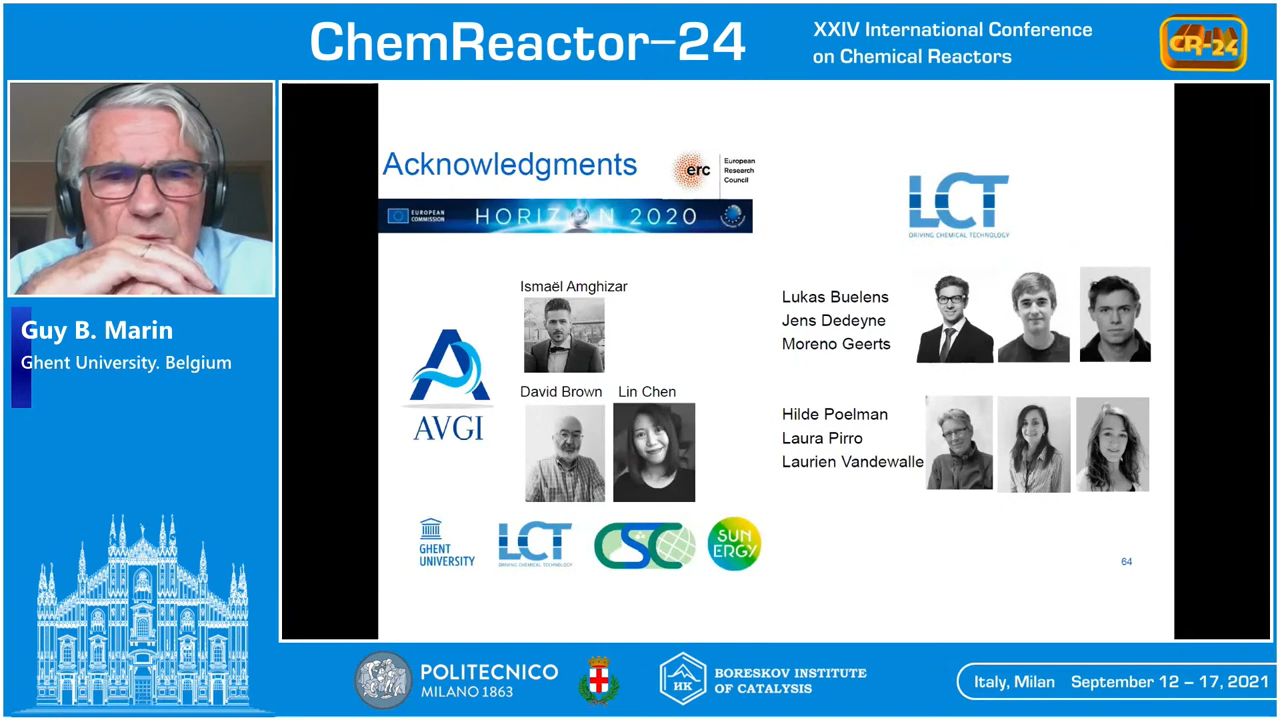 ChemReactor–24
XXIV International Conference
on Chemical Reactors
CR-24
Guy B. Marin
Ghent University. Belgium
Acknowledgments
erc
European
Research
Council
EUROPEAN
COMMISSION
HORIZON 2020
LCT
DRIVING CHEMICAL TECHNOLOGY
Ismaël Amghizar
AVGI
David Brown Lin Chen
Lukas Buelens
Jens Dedeyne
Moreno Geerts
Hilde Poelman
Laura Pirro
Laurien Vandewalle
GHENT
UNIVERSITY
LCT
DRIVING CHEMICAL TECHNOLOGY
CSC
SUN
ERGY
64
POLITECNICO
MILANO 1863
НК
BORESKOV INSTITUTE
OF CATALYSIS
Italy, Milan September 12 – 17, 2021